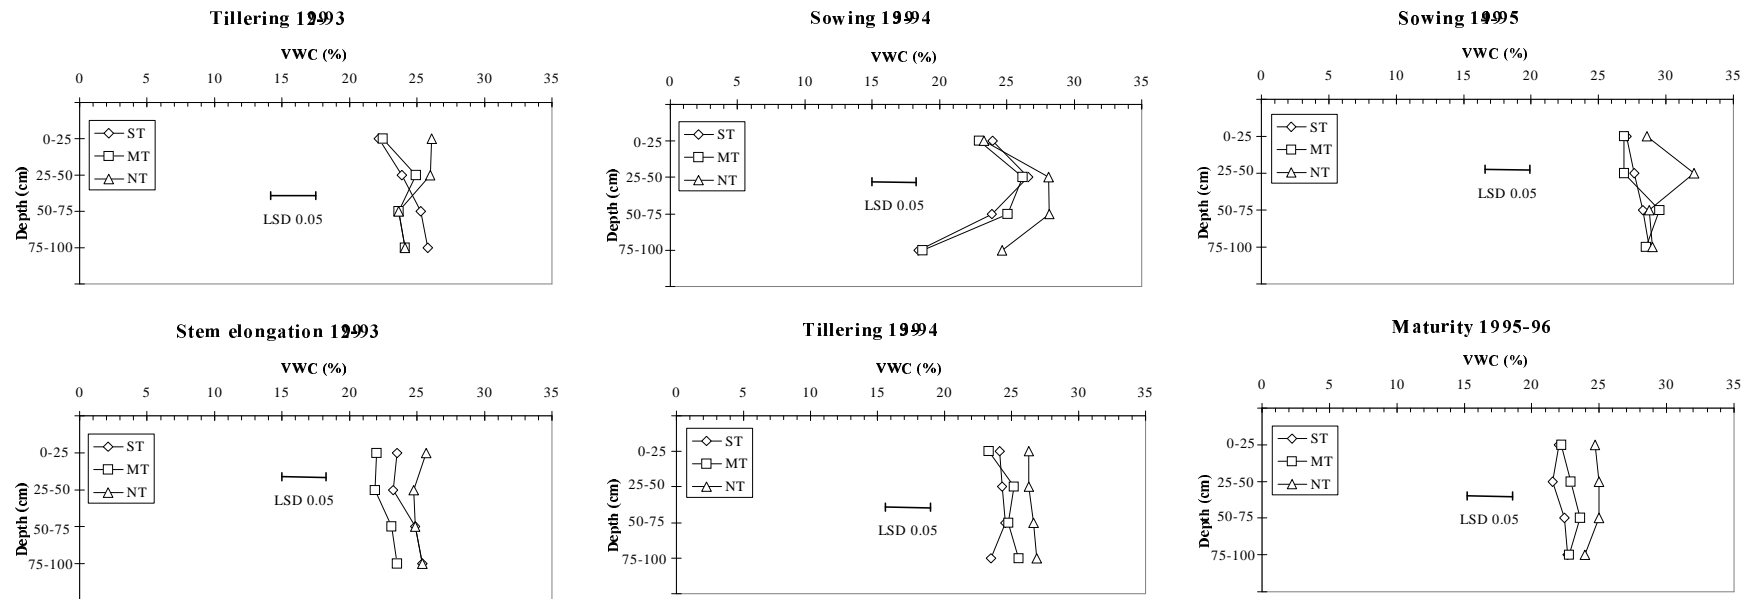 Tillering 1992-93
VWC (%)
0 5 10 15 20 25 30 35
Depth (cm)
0-25
25-50
50-75
75-100
ST
MT
NT
LSD 0.05
Sowing 1993-94
VWC (%)
0 5 10 15 20 25 30 35
Depth (cm)
0-25
25-50
50-75
75-100
ST
MT
NT
LSD 0.05
Sowing 1994-95
VWC (%)
0 5 10 15 20 25 30 35
Depth (cm)
0-25
25-50
50-75
75-100
ST
MT
NT
LSD 0.05
Stem elongation 1992-93
VWC (%)
0 5 10 15 20 25 30 35
Depth (cm)
0-25
25-50
50-75
75-100
ST
MT
NT
LSD 0.05
Tillering 1993-94
VWC (%)
0 5 10 15 20 25 30 35
Depth (cm)
0-25
25-50
50-75
75-100
ST
MT
NT
LSD 0.05
Maturity 1995-96
VWC (%)
0 5 10 15 20 25 30 35
Depth (cm)
0-25
25-50
50-75
75-100
ST
MT
NT
LSD 0.05